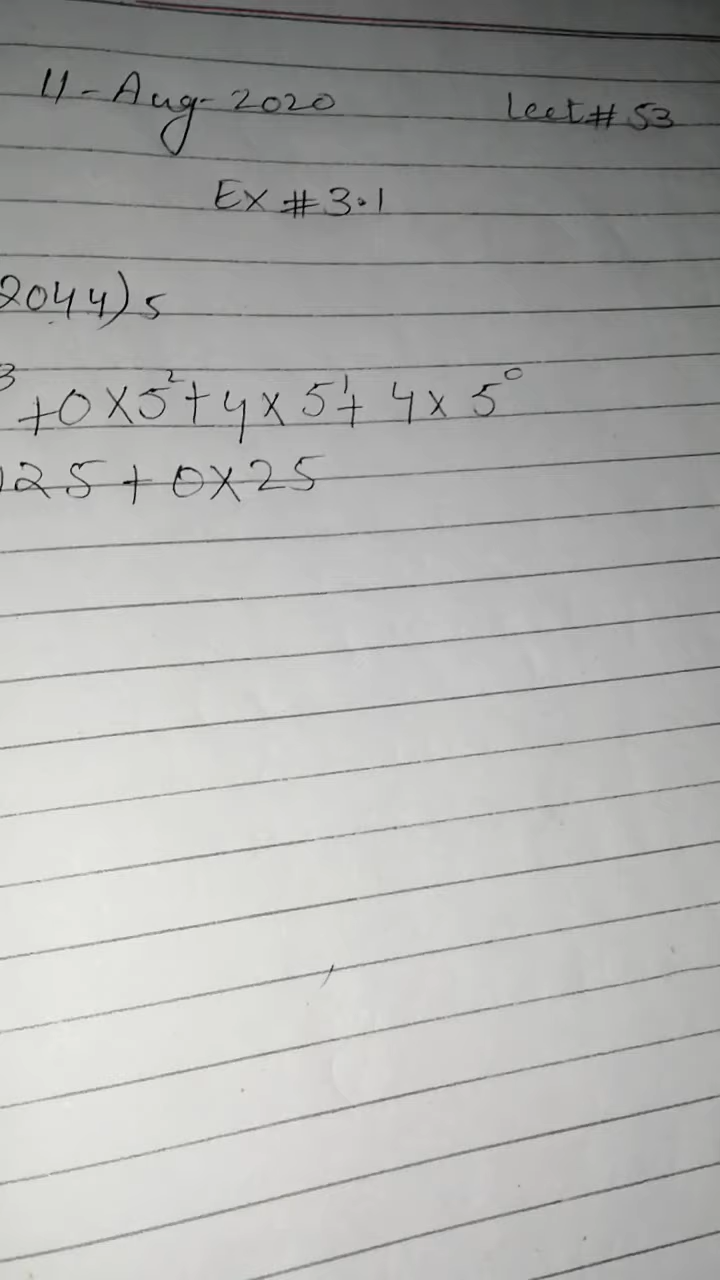 11-Aug-2020 Lect# 53
Ex #3.1
2044)5
3 +0×5² + 4×5¹ + 4×5⁰
125 + 0×25